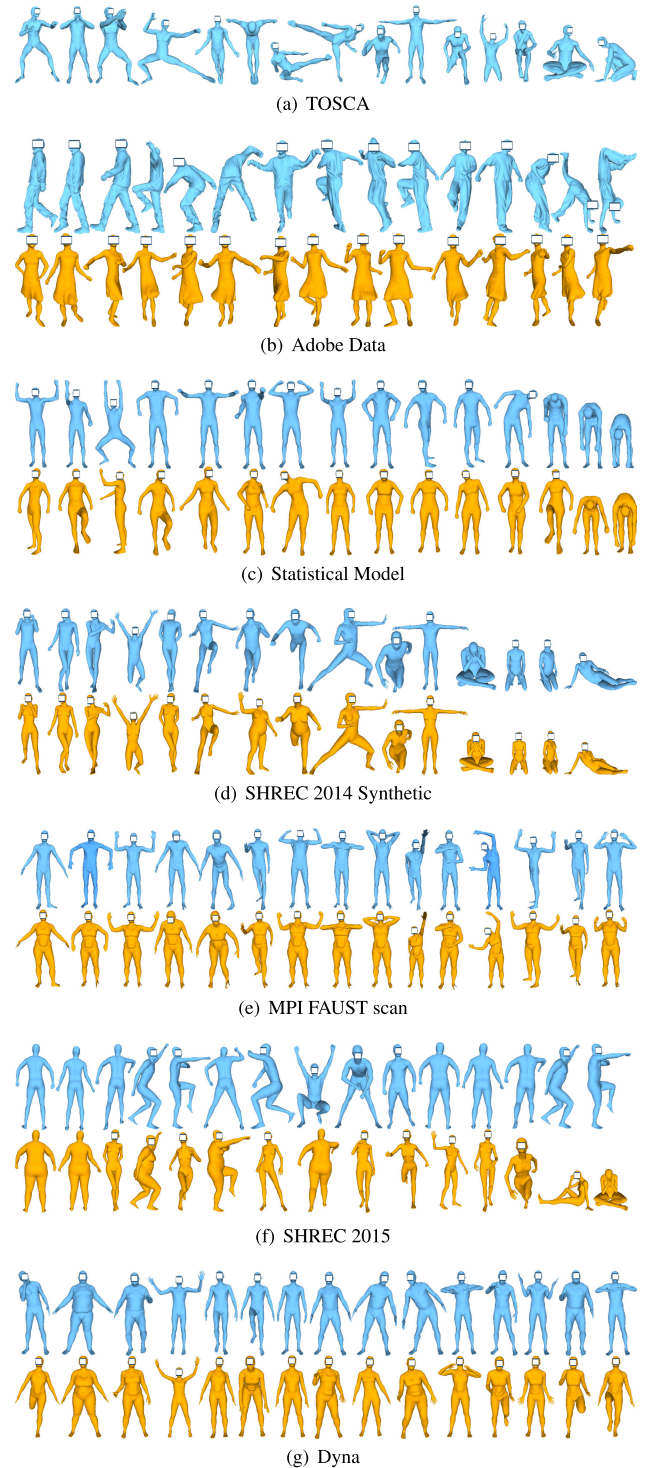 (a) TOSCA
(b) Adobe Data
(c) Statistical Model
(d) SHREC 2014 Synthetic
(e) MPI FAUST scan
(f) SHREC 2015
(g) Dyna